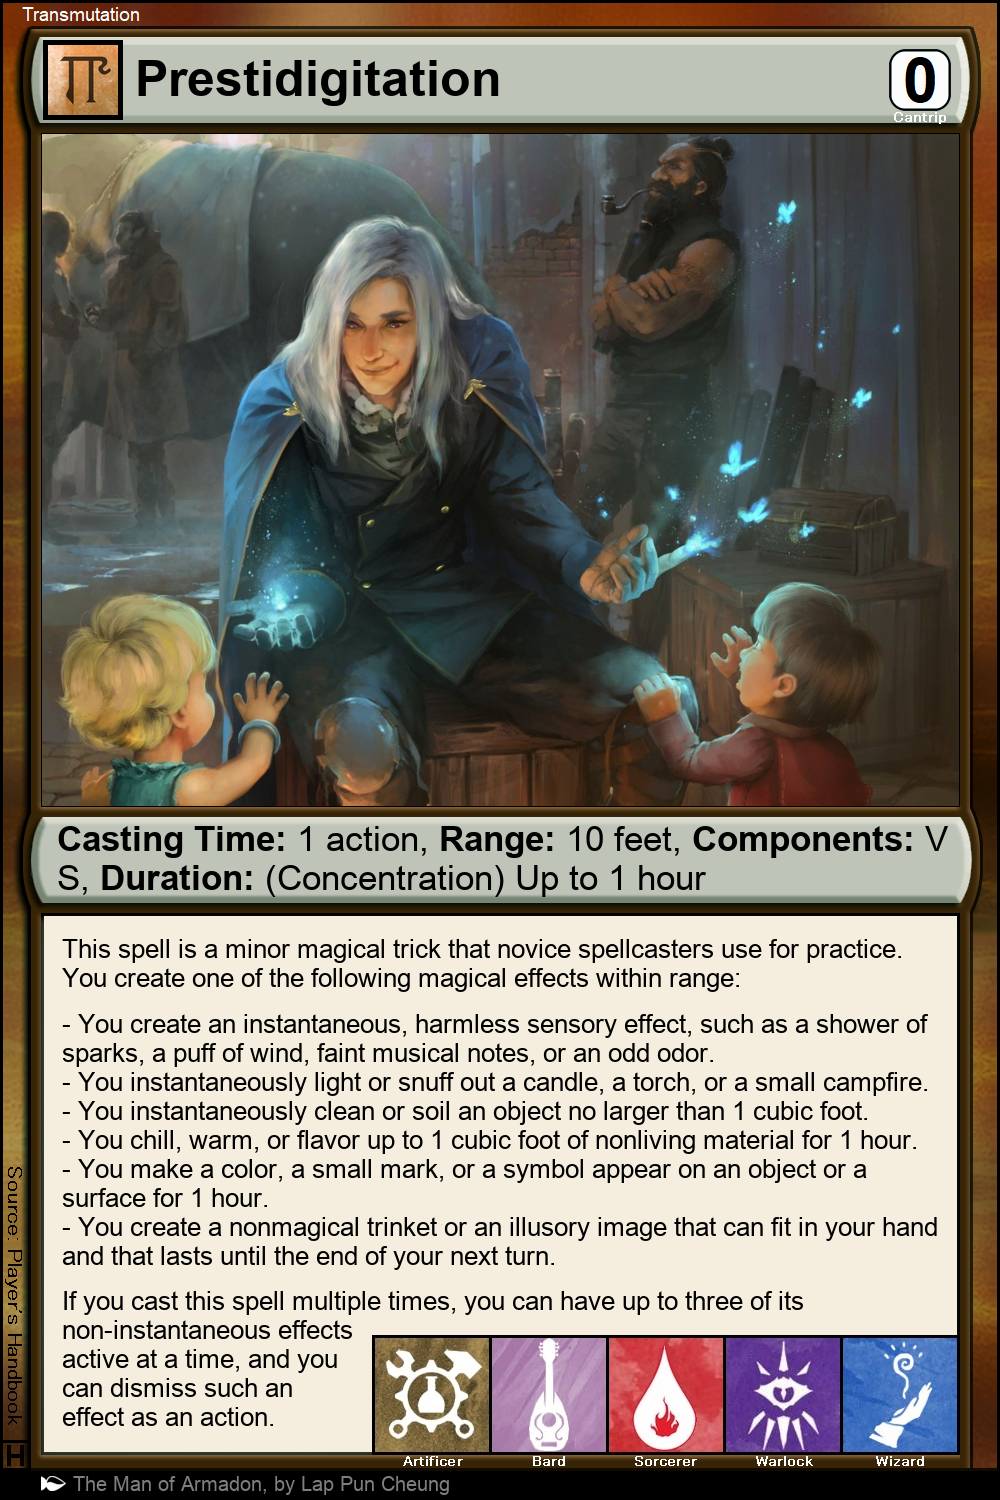 Transmutation
Prestidigitation
0
Cantrip
Casting Time: 1 action, Range: 10 feet, Components: V
S, Duration: (Concentration) Up to 1 hour
This spell is a minor magical trick that novice spellcasters use for practice.
You create one of the following magical effects within range:
- You create an instantaneous, harmless sensory effect, such as a shower of
sparks, a puff of wind, faint musical notes, or an odd odor.
- You instantaneously light or snuff out a candle, a torch, or a small campfire.
- You instantaneously clean or soil an object no larger than 1 cubic foot.
- You chill, warm, or flavor up to 1 cubic foot of nonliving material for 1 hour.
- You make a color, a small mark, or a symbol appear on an object or a
surface for 1 hour.
- You create a nonmagical trinket or an illusory image that can fit in your hand
and that lasts until the end of your next turn.
If you cast this spell multiple times, you can have up to three of its
non-instantaneous effects
active at a time, and you
can dismiss such an
effect as an action.
Artificer
Bard
Sorcerer
Warlock
Wizard
Source: Player's Handbook
H
The Man of Armadon, by Lap Pun Cheung